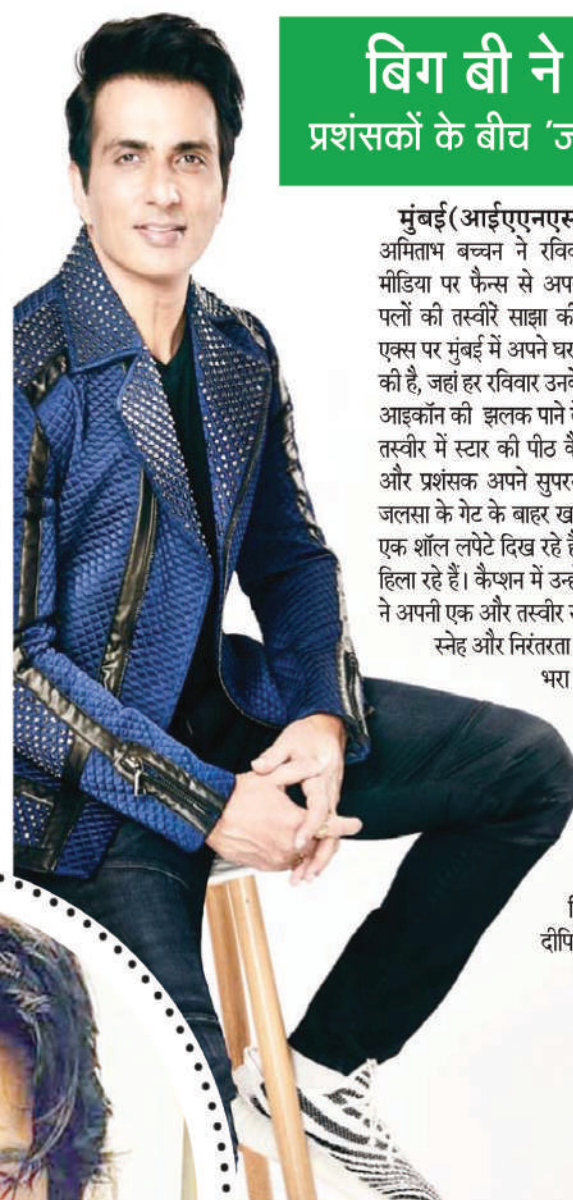 बिग बी ने
प्रशंसकों के बीच ‘ज
मुंबई(आईएएनएस
अमिताभ बच्चन ने रविव
मीडिया पर फैन्स से अप
पलों की तस्वीरें साझा की
एक्स पर मुंबई में अपने घर
की है, जहां हर रविवार उनके
आइकॉन की झलक पाने के
तस्वीर में स्टार की पीठ कै
और प्रशंसक अपने सुपर
जलसा के गेट के बाहर ख
एक शॉल लपेटे दिख रहे हैं
हिला रहे हैं। कैप्शन में उन्हो
ने अपनी एक और तस्वीर
स्नेह और निरंतरता
भरा
दीपि